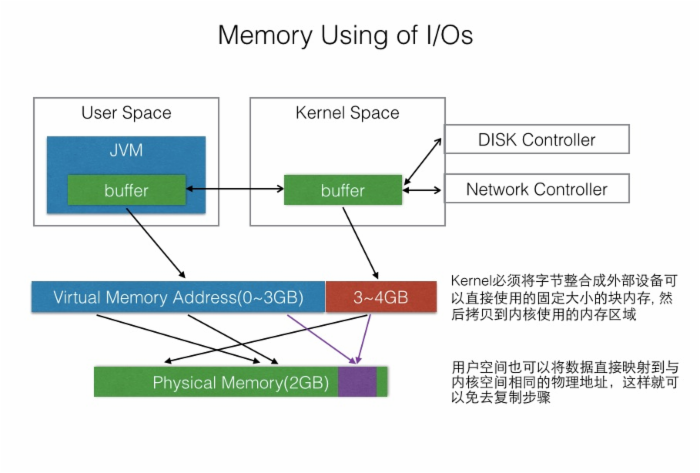 Memory Using of I/Os
User Space
Kernel Space
JVM
DISK Controller
buffer
buffer
Network Controller
Virtual Memory Address(0~3GB)
3~4GB
Kernel必须将字节整合成外部设备可
以直接使用的固定大小的块内存, 然
后拷贝到内核使用的内存区域
Physical Memory(2GB)
用户空间也可以将数据直接映射到与
内核空间相同的物理地址，这样就可
以免去复制步骤